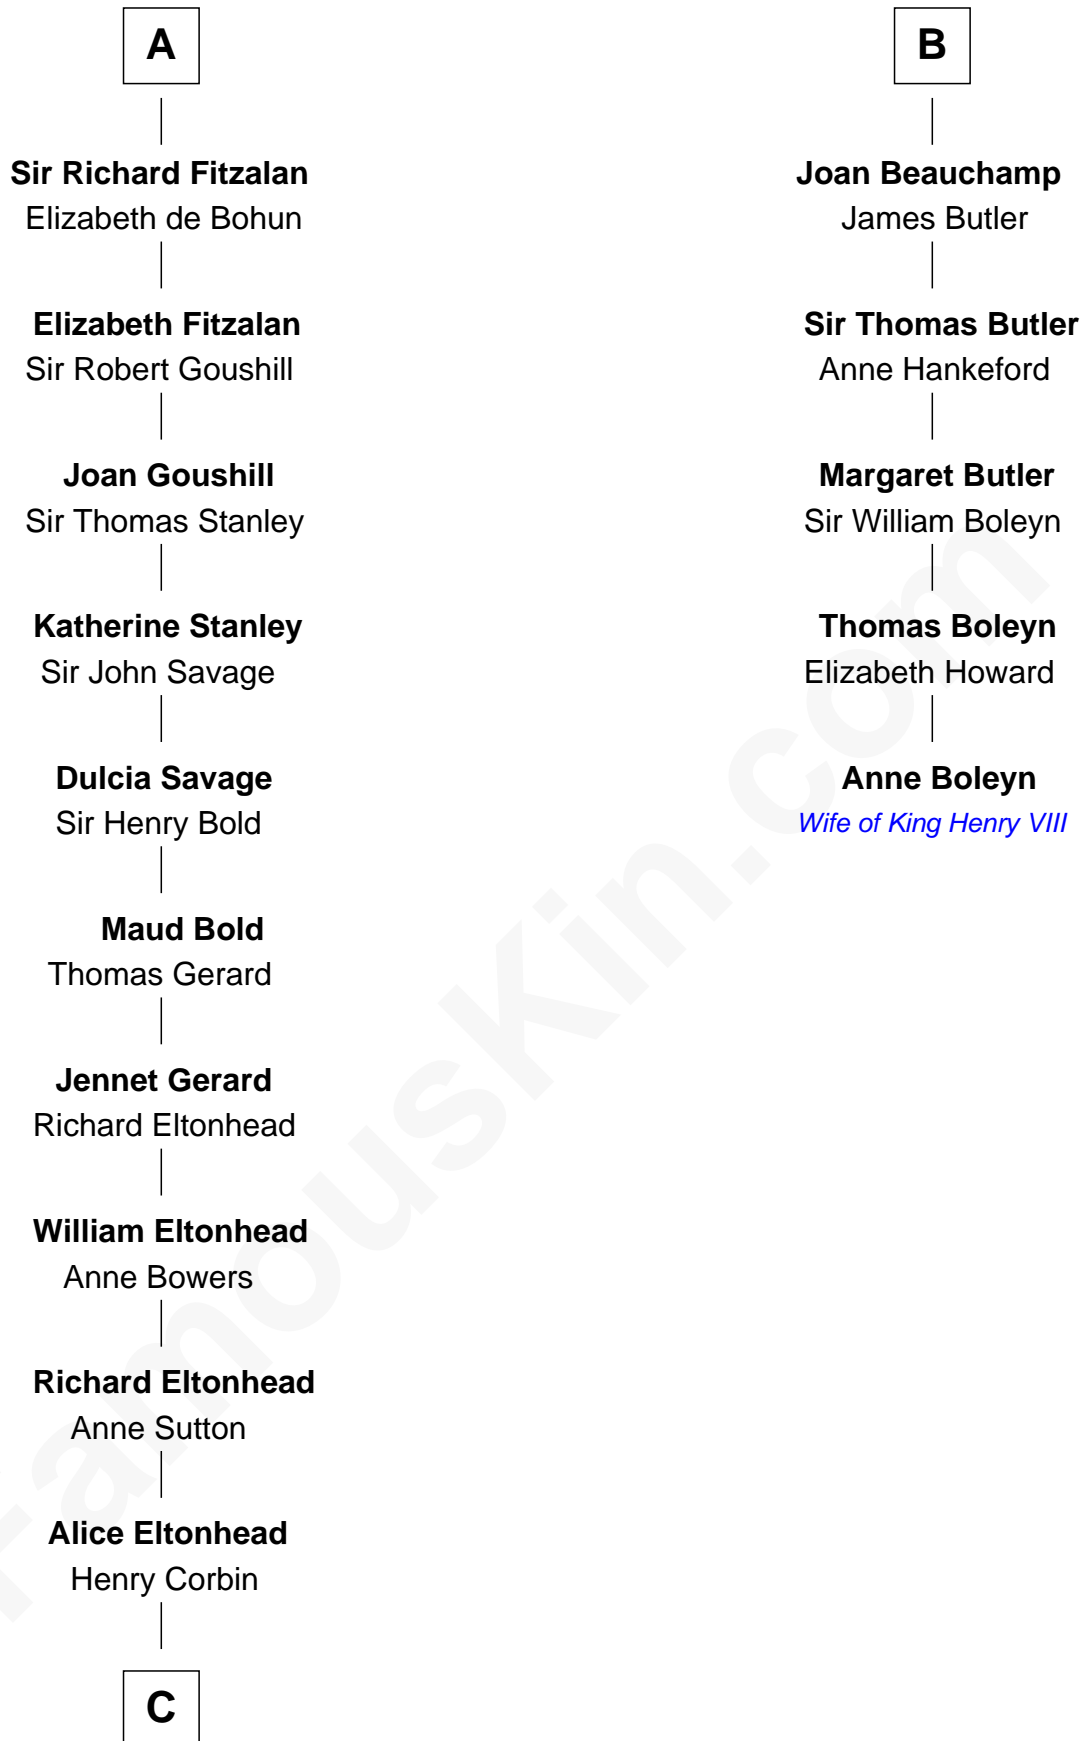 A
Sir Richard Fitzalan
Elizabeth de Bohun
Elizabeth Fitzalan
Sir Robert Goushill
Joan Goushill
Sir Thomas Stanley
Katherine Stanley
Sir John Savage
Dulcia Savage
Sir Henry Bold
Maud Bold
Thomas Gerard
Jennet Gerard
Richard Eltonhead
William Eltonhead
Anne Bowers
Richard Eltonhead
Anne Sutton
Alice Eltonhead
Henry Corbin
C
B
Joan Beauchamp
James Butler
Sir Thomas Butler
Anne Hankeford
Margaret Butler
Sir William Boleyn
Thomas Boleyn
Elizabeth Howard
Anne Boleyn
Wife of King Henry VIII
FamousKin.com